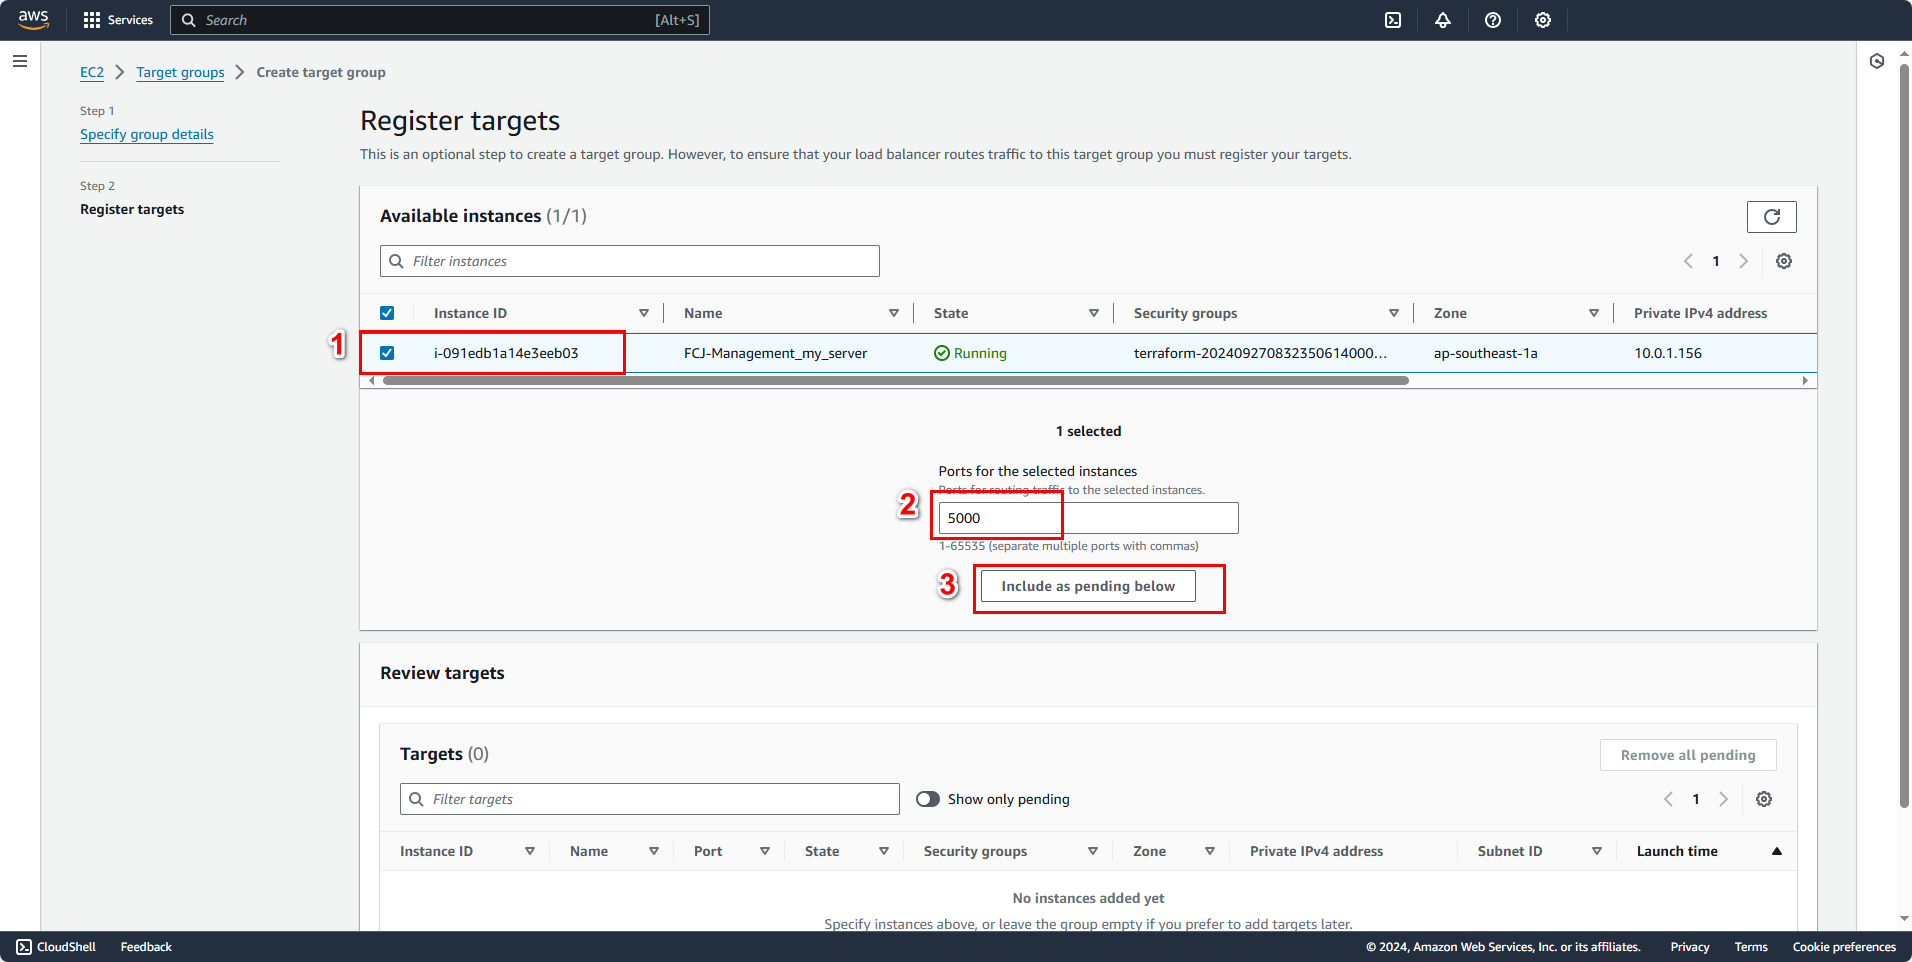 aws
Services
Search
[Alt+S]
EC2 > Target groups > Create target group
Step 1
Specify group details
Step 2
Register targets
Register targets
This is an optional step to create a target group. However, to ensure that your load balancer routes traffic to this target group you must register your targets.
Available instances (1/1)
Filter instances
1
Instance ID Name State Security groups Zone Private IPv4 address
1
i-091edb1a14e3eeb03 FCJ-Management_my_server Running terraform-202409270832350614000... ap-southeast-1a 10.0.1.156
1 selected
Ports for the selected instances
Ports for routing traffic to the selected instances.
2
5000
1-65535 (separate multiple ports with commas)
3
Include as pending below
Review targets
Targets (0)
Remove all pending
Filter targets
Show only pending
1
Instance ID Name Port State Security groups Zone Private IPv4 address Subnet ID Launch time
No instances added yet
Specify instances above, or leave the group empty if you prefer to add targets later.
CloudShell Feedback © 2024, Amazon Web Services, Inc. or its affiliates. Privacy Terms Cookie preferences